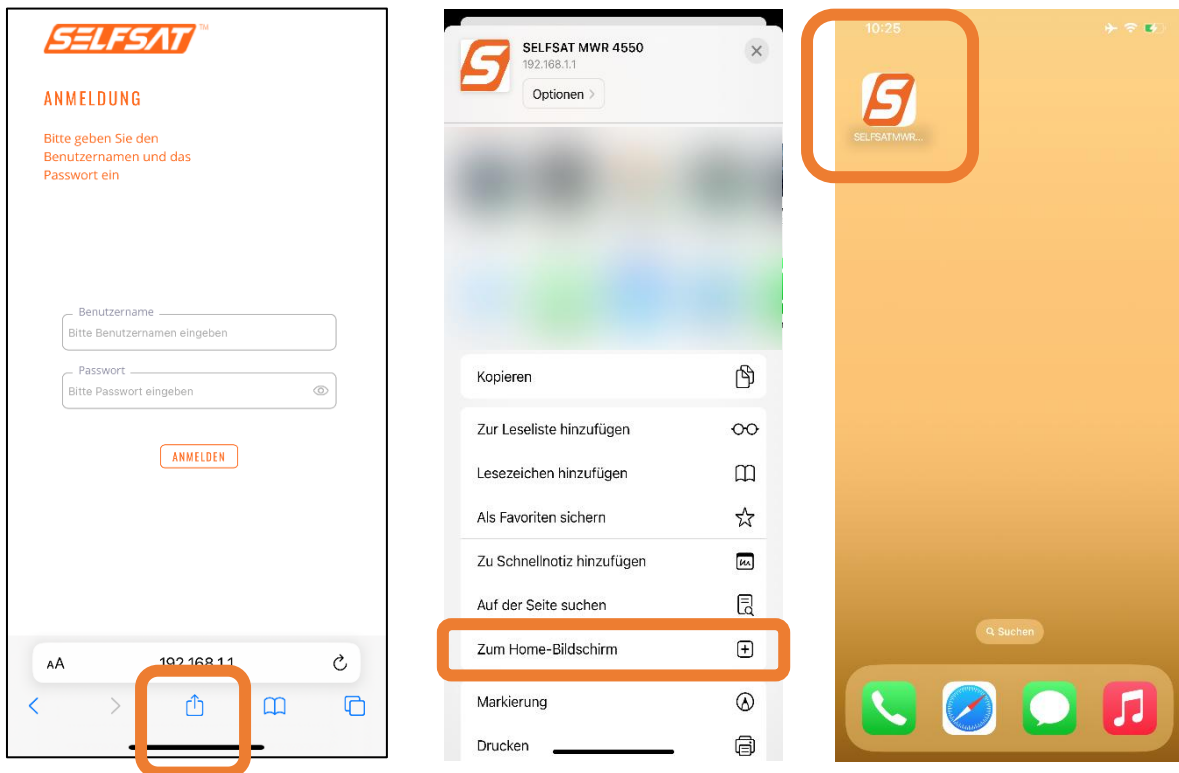 SELFSAT™
ANMELDUNG
Bitte geben Sie den
Benutzernamen und das
Passwort ein
Benutzername
Bitte Benutzernamen eingeben
Passwort
Bitte Passwort eingeben
ANMELDEN
AA 192.168.1.1
S
SELFSAT MWR 4550
192.168.1.1
Optionen >
Kopieren
Zur Leseliste hinzufügen
Lesezeichen hinzufügen
Als Favoriten sichern
Zu Schnellnotiz hinzufügen
Auf der Seite suchen
Zum Home-Bildschirm
Markierung
Drucken
10:25
S
SELFSATMWR...
Suchen